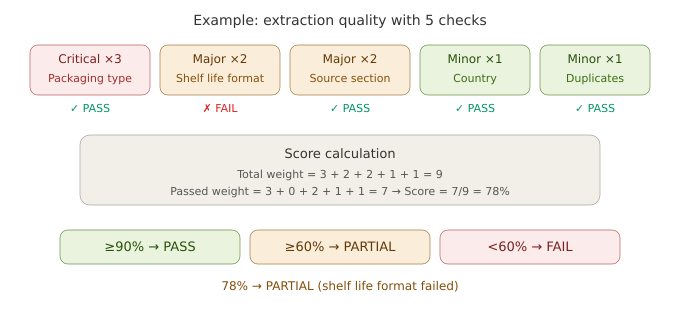 Example: extraction quality with 5 checks
Critical ×3
Packaging type
✓ PASS
Major ×2
Shelf life format
✗ FAIL
Major ×2
Source section
✓ PASS
Minor ×1
Country
✓ PASS
Minor ×1
Duplicates
✓ PASS
Score calculation
Total weight = 3 + 2 + 2 + 1 + 1 = 9
Passed weight = 3 + 0 + 2 + 1 + 1 = 7 → Score = 7/9 = 78%
≥90% → PASS
≥60% → PARTIAL
<60% → FAIL
78% → PARTIAL (shelf life format failed)